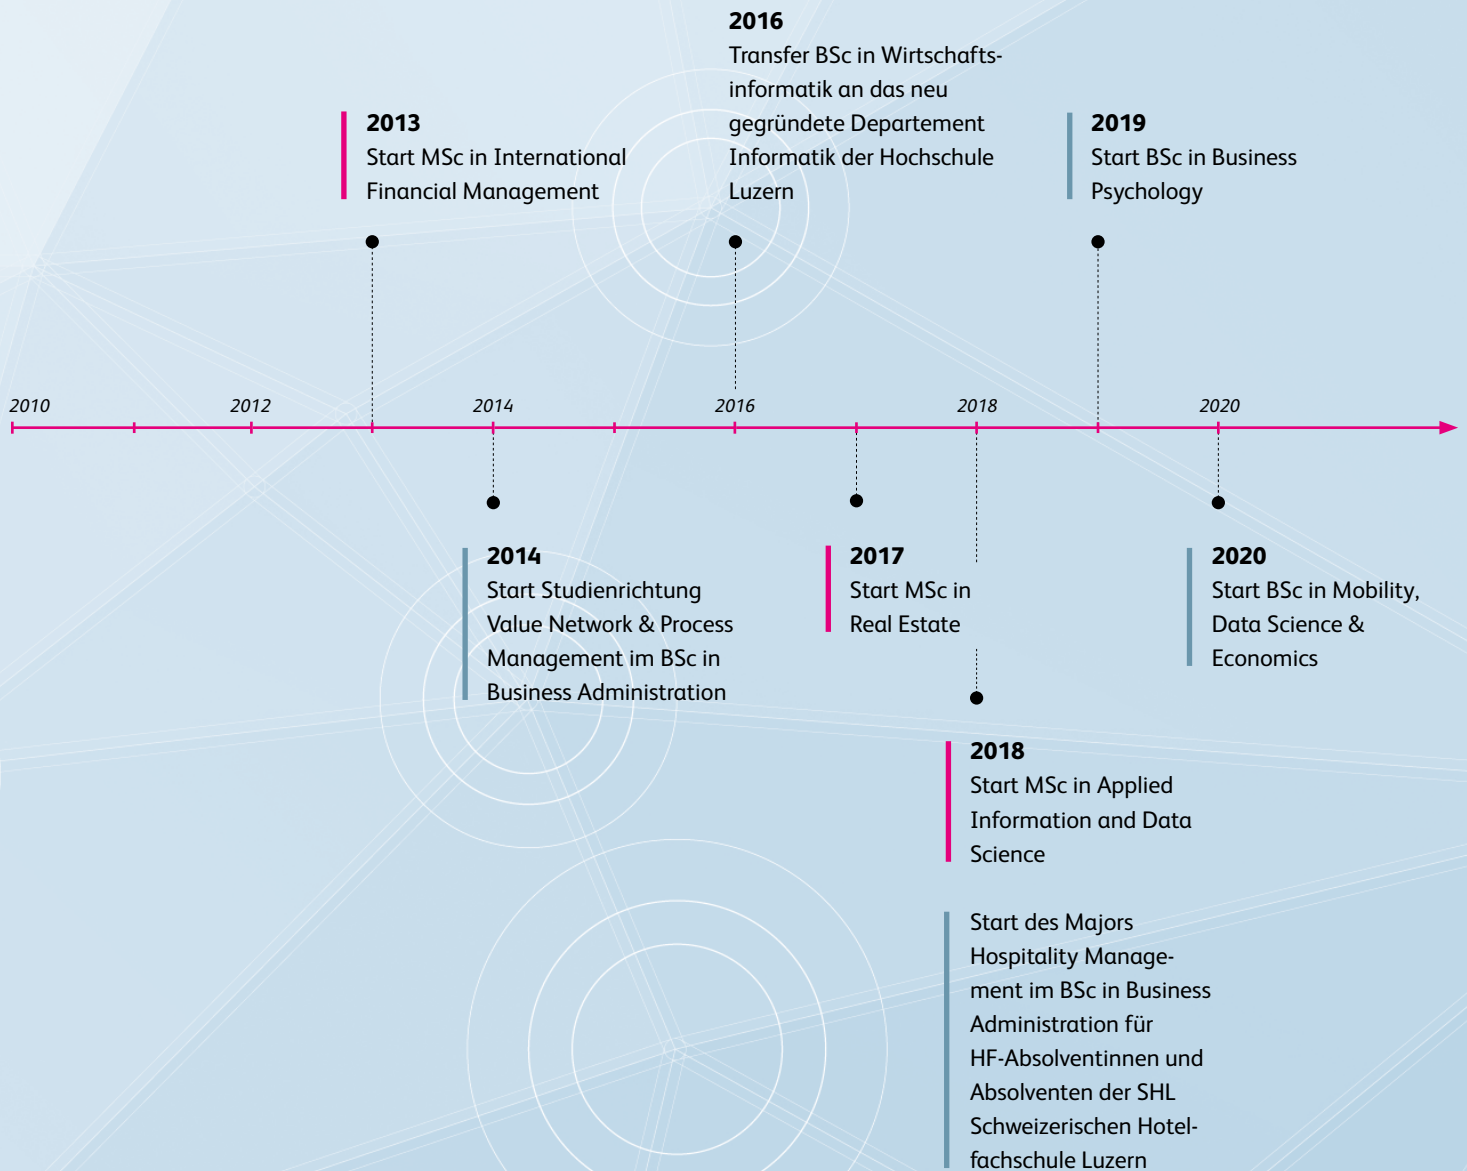 2016
Transfer BSc in Wirtschafts-
informatik an das neu
gegründete Departement
Informatik der Hochschule
Luzern
2013
Start MSc in International
Financial Management
2019
Start BSc in Business
Psychology
2010
2012
2014
2016
2018
2020
2014
Start Studienrichtung
Value Network & Process
Management im BSc in
Business Administration
2017
Start MSc in
Real Estate
2020
Start BSc in Mobility,
Data Science &
Economics
2018
Start MSc in Applied
Information and Data
Science
Start des Majors
Hospitality Manage-
ment im BSc in Business
Administration für
HF-Absolventinnen und
Absolventen der SHL
Schweizerischen Hotel-
fachschule Luzern